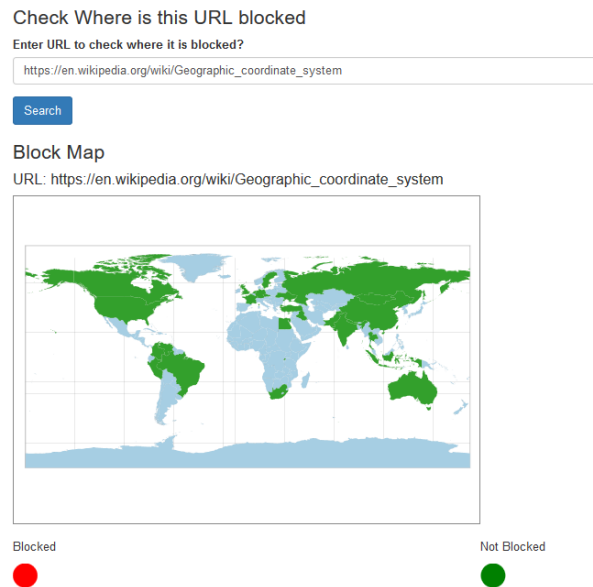 Check Where is this URL blocked
Enter URL to check where it is blocked?
https://en.wikipedia.org/wiki/Geographic_coordinate_system
Search
Block Map
URL: https://en.wikipedia.org/wiki/Geographic_coordinate_system
Blocked
Not Blocked